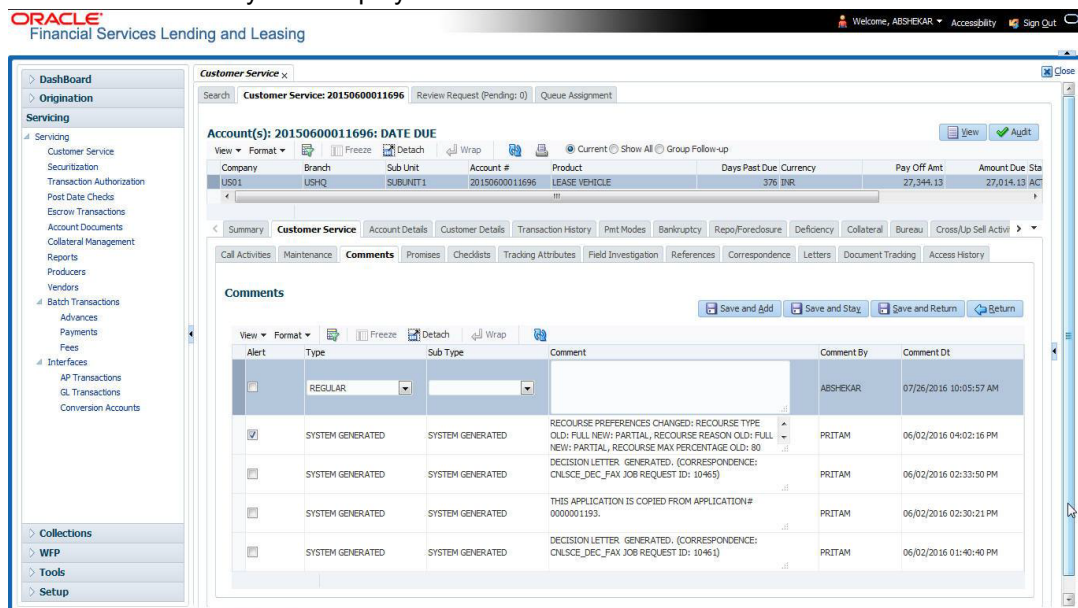 ORACLE'
Financial Services Lending and Leasing
Welcome, ABSHEKAR Accessibility Sign Out
DashBoard
Origination
Servicing
Servicing
Customer Service
Securitization
Transaction Authorization
Post Date Checks
Escrow Transactions
Account Documents
Collateral Management
Reports
Producers
Vendors
Batch Transactions
Advances
Payments
Fees
Interfaces
AP Transactions
GL Transactions
Conversion Accounts
Collections
WFP
Tools
Setup
Customer Service x
Close
Search Customer Service: 20150600011696 Review Request (Pending: 0) Queue Assignment
Account(s): 20150600011696: DATE DUE
View Audit
View Format Freeze Detach Wrap Current Show All Group Follow-up
Company Branch Sub Unit Account # Product Days Past Due Currency Pay Off Amt Amount Due Sta
US01 USHQ SUBUNIT1 20150600011696 LEASE VEHICLE 376 INR 27,344.13 27,014.13 ACT
Summary Customer Service Account Details Customer Details Transaction History Pmt Modes Bankruptcy Repo/Foreclosure Deficiency Collateral Bureau Cross/Up Sell Activi
Call Activities Maintenance Comments Promises Checklists Tracking Attributes Field Investigation References Correspondence Letters Document Tracking Access History
Comments
Save and Add Save and Stay Save and Return Return
View Format Freeze Detach Wrap
Alert Type Sub Type Comment Comment By Comment Dt
REGULAR ABSHEKAR 07/26/2016 10:05:57 AM
RECOURSE PREFERENCES CHANGED: RECOURSE TYPE
SYSTEM GENERATED SYSTEM GENERATED OLD: FULL NEW: PARTIAL, RECOURSE REASON OLD: FULL PRITAM 06/02/2016 04:02:16 PM
NEW: PARTIAL, RECOURSE MAX PERCENTAGE OLD: 80
DECISION LETTER GENERATED. (CORRESPONDENCE:
SYSTEM GENERATED SYSTEM GENERATED CNLSCE_DEC_FAX JOB REQUEST ID: 10465) PRITAM 06/02/2016 02:33:50 PM
THIS APPLICATION IS COPIED FROM APPLICATION#
SYSTEM GENERATED SYSTEM GENERATED 0000001193. PRITAM 06/02/2016 02:30:21 PM
DECISION LETTER GENERATED. (CORRESPONDENCE:
SYSTEM GENERATED SYSTEM GENERATED CNLSCE_DEC_FAX JOB REQUEST ID: 10461) PRITAM 06/02/2016 01:40:40 PM